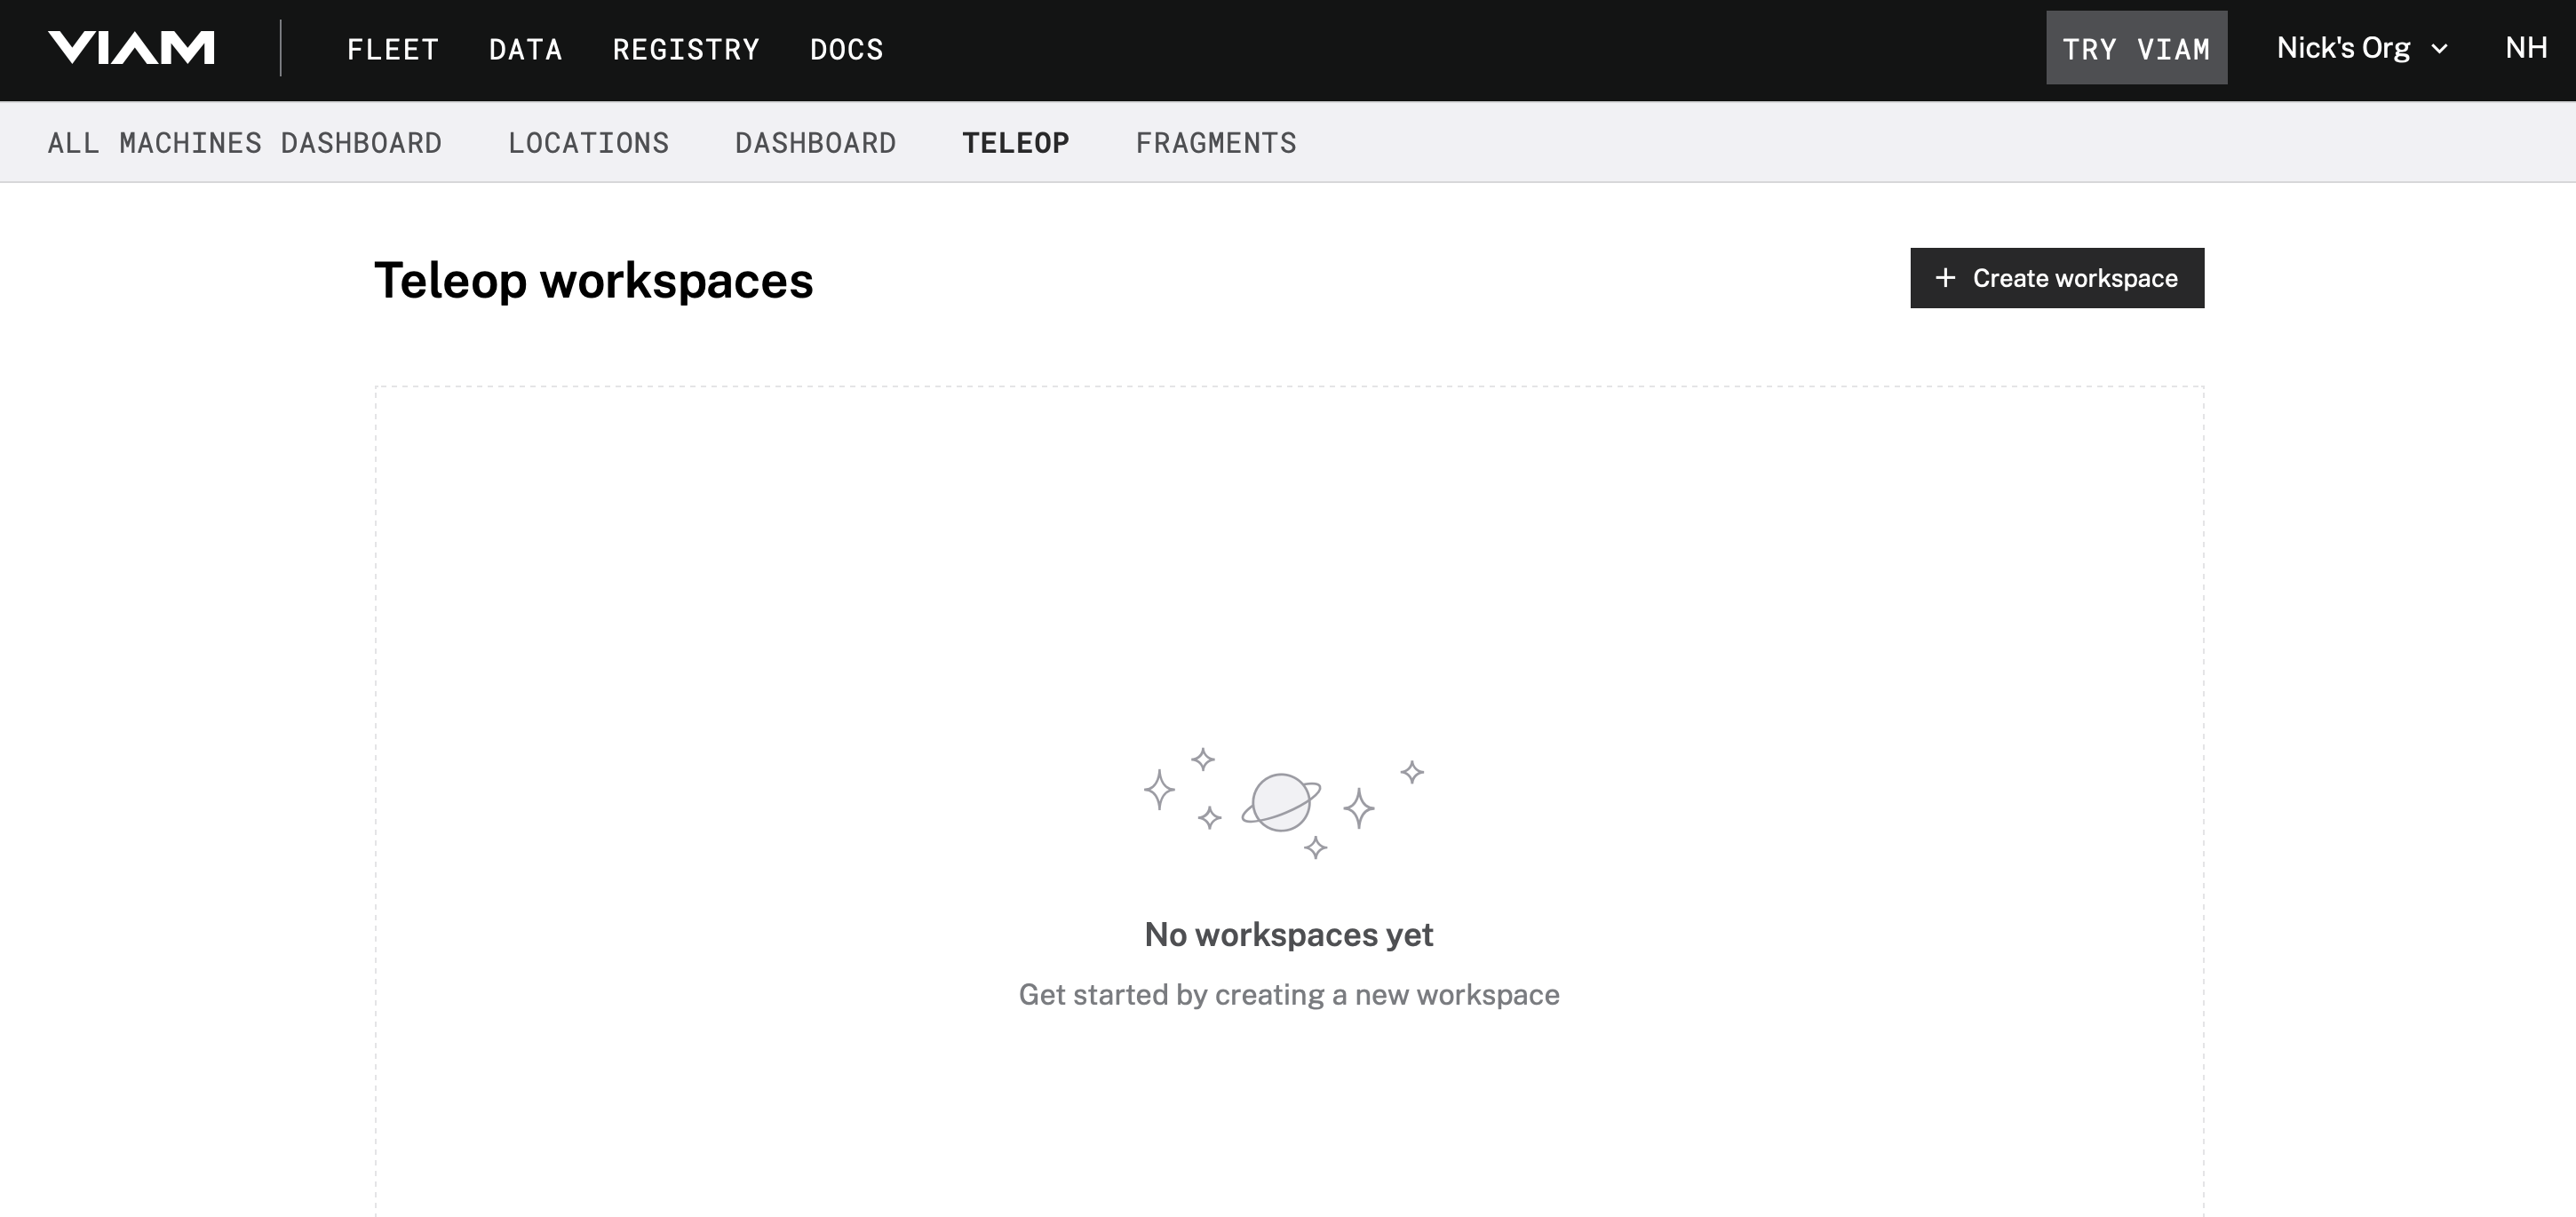 VIAM FLEET DATA REGISTRY DOCS TRY VIAM Nick's Org NH
ALL MACHINES DASHBOARD LOCATIONS DASHBOARD TELEOP FRAGMENTS
Teleop workspaces + Create workspace
No workspaces yet
Get started by creating a new workspace